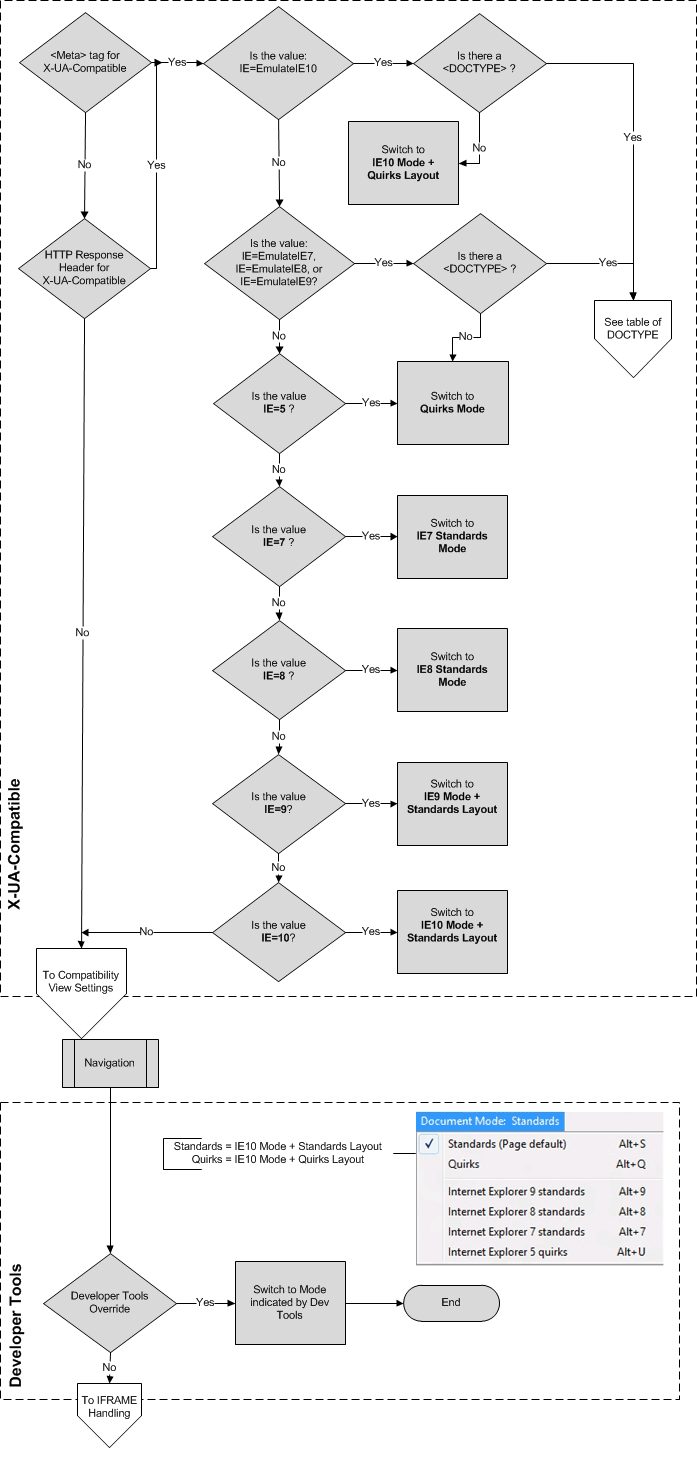 <Meta> tag for
X-UA-Compatible
Yes
Is the value:
IE=EmulateIE10
Yes
Is there a
<DOCTYPE> ?
Yes
No
Yes
No
No
Switch to
IE10 Mode +
Quirks Layout
HTTP Response
Header for
X-UA-Compatible
Is the value:
IE=EmulateIE7,
IE=EmulateIE8, or
IE=EmulateIE9?
Yes
Is there a
<DOCTYPE> ?
Yes
See table of
DOCTYPE
No
No
Is the value
IE=5 ?
Yes
Switch to
Quirks Mode
No
Is the value
IE=7 ?
Yes
Switch to
IE7 Standards
Mode
No
No
Is the value
IE=8 ?
Yes
Switch to
IE8 Standards
Mode
No
Is the value
IE=9?
Yes
Switch to
IE9 Mode +
Standards Layout
No
Is the value
IE=10?
Yes
Switch to
IE10 Mode +
Standards Layout
No
X-UA-Compatible
To Compatibility
View Settings
Navigation
Standards = IE10 Mode + Standards Layout
Quirks = IE10 Mode + Quirks Layout
Document Mode: Standards
✓ Standards (Page default) Alt+S
Quirks Alt+Q
Internet Explorer 9 standards Alt+9
Internet Explorer 8 standards Alt+8
Internet Explorer 7 standards Alt+7
Internet Explorer 5 quirks Alt+U
Developer Tools
Developer Tools
Override
Yes
Switch to Mode
indicated by Dev
Tools
End
No
To IFRAME
Handling